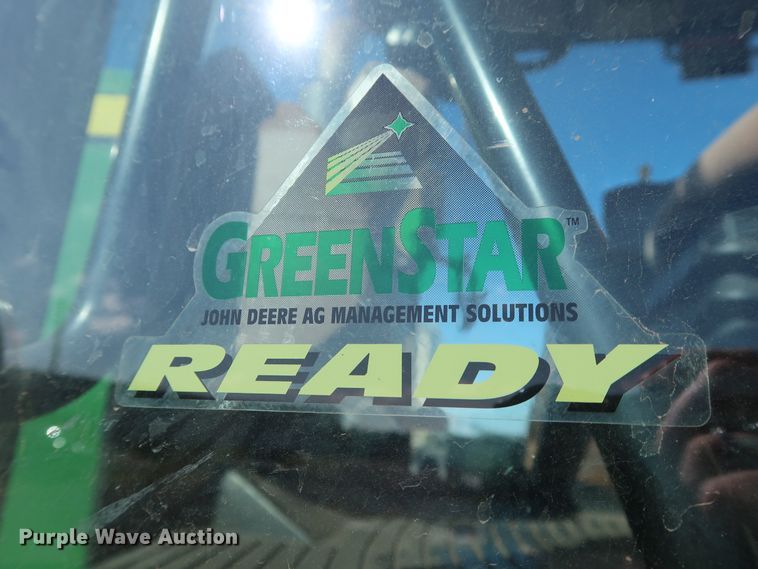 GREENSTAR™
JOHN DEERE AG MANAGEMENT SOLUTIONS
READY
Purple Wave Auction